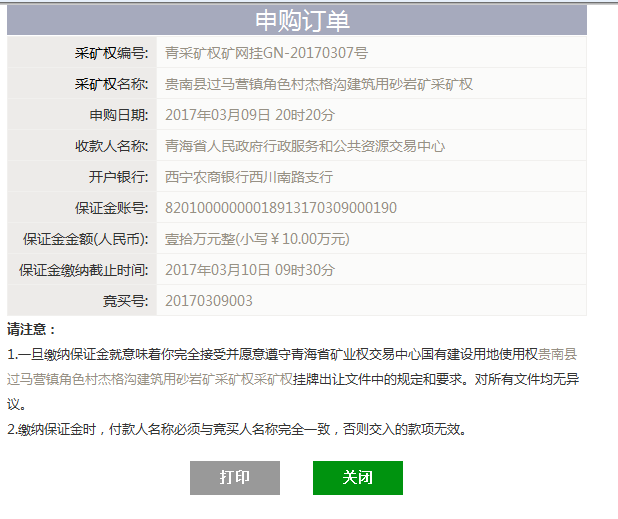 申购订单
采矿权编号: 青采矿权矿网挂GN-20170307号
采矿权名称: 贵南县过马营镇角色村杰格沟建筑用砂岩矿采矿权
申购日期: 2017年03月09日 20时20分
收款人名称: 青海省人民政府行政服务和公共资源交易中心
开户银行: 西宁农商银行西川南路支行
保证金账号: 82010000000018913170309000190
保证金金额(人民币): 壹拾万元整(小写￥10.00万元)
保证金缴纳截止时间: 2017年03月10日 09时30分
竞买号: 20170309003
请注意：
1.一旦缴纳保证金就意味着你完全接受并愿意遵守青海省矿业权交易中心国有建设用地使用权贵南县
过马营镇角色村杰格沟建筑用砂岩矿采矿权采矿权挂牌出让文件中的规定和要求。对所有文件均无异
议。
2.缴纳保证金时，付款人名称必须与竞买人名称完全一致，否则交入的款项无效。
打印 关闭